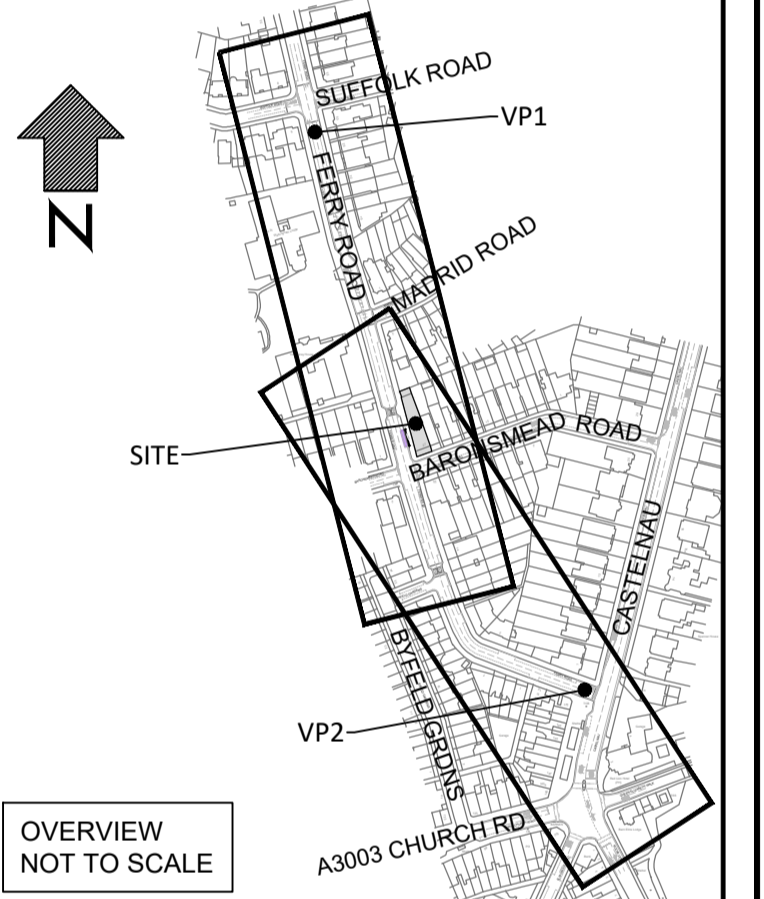 SUFFOLK ROAD
VP1
FERRY ROAD
N
MADRID ROAD
SITE
BARONSMEAD ROAD
CASTELNAU
BYFELD GRDNS
VP2
A3003 CHURCH RD
OVERVIEW
NOT TO SCALE